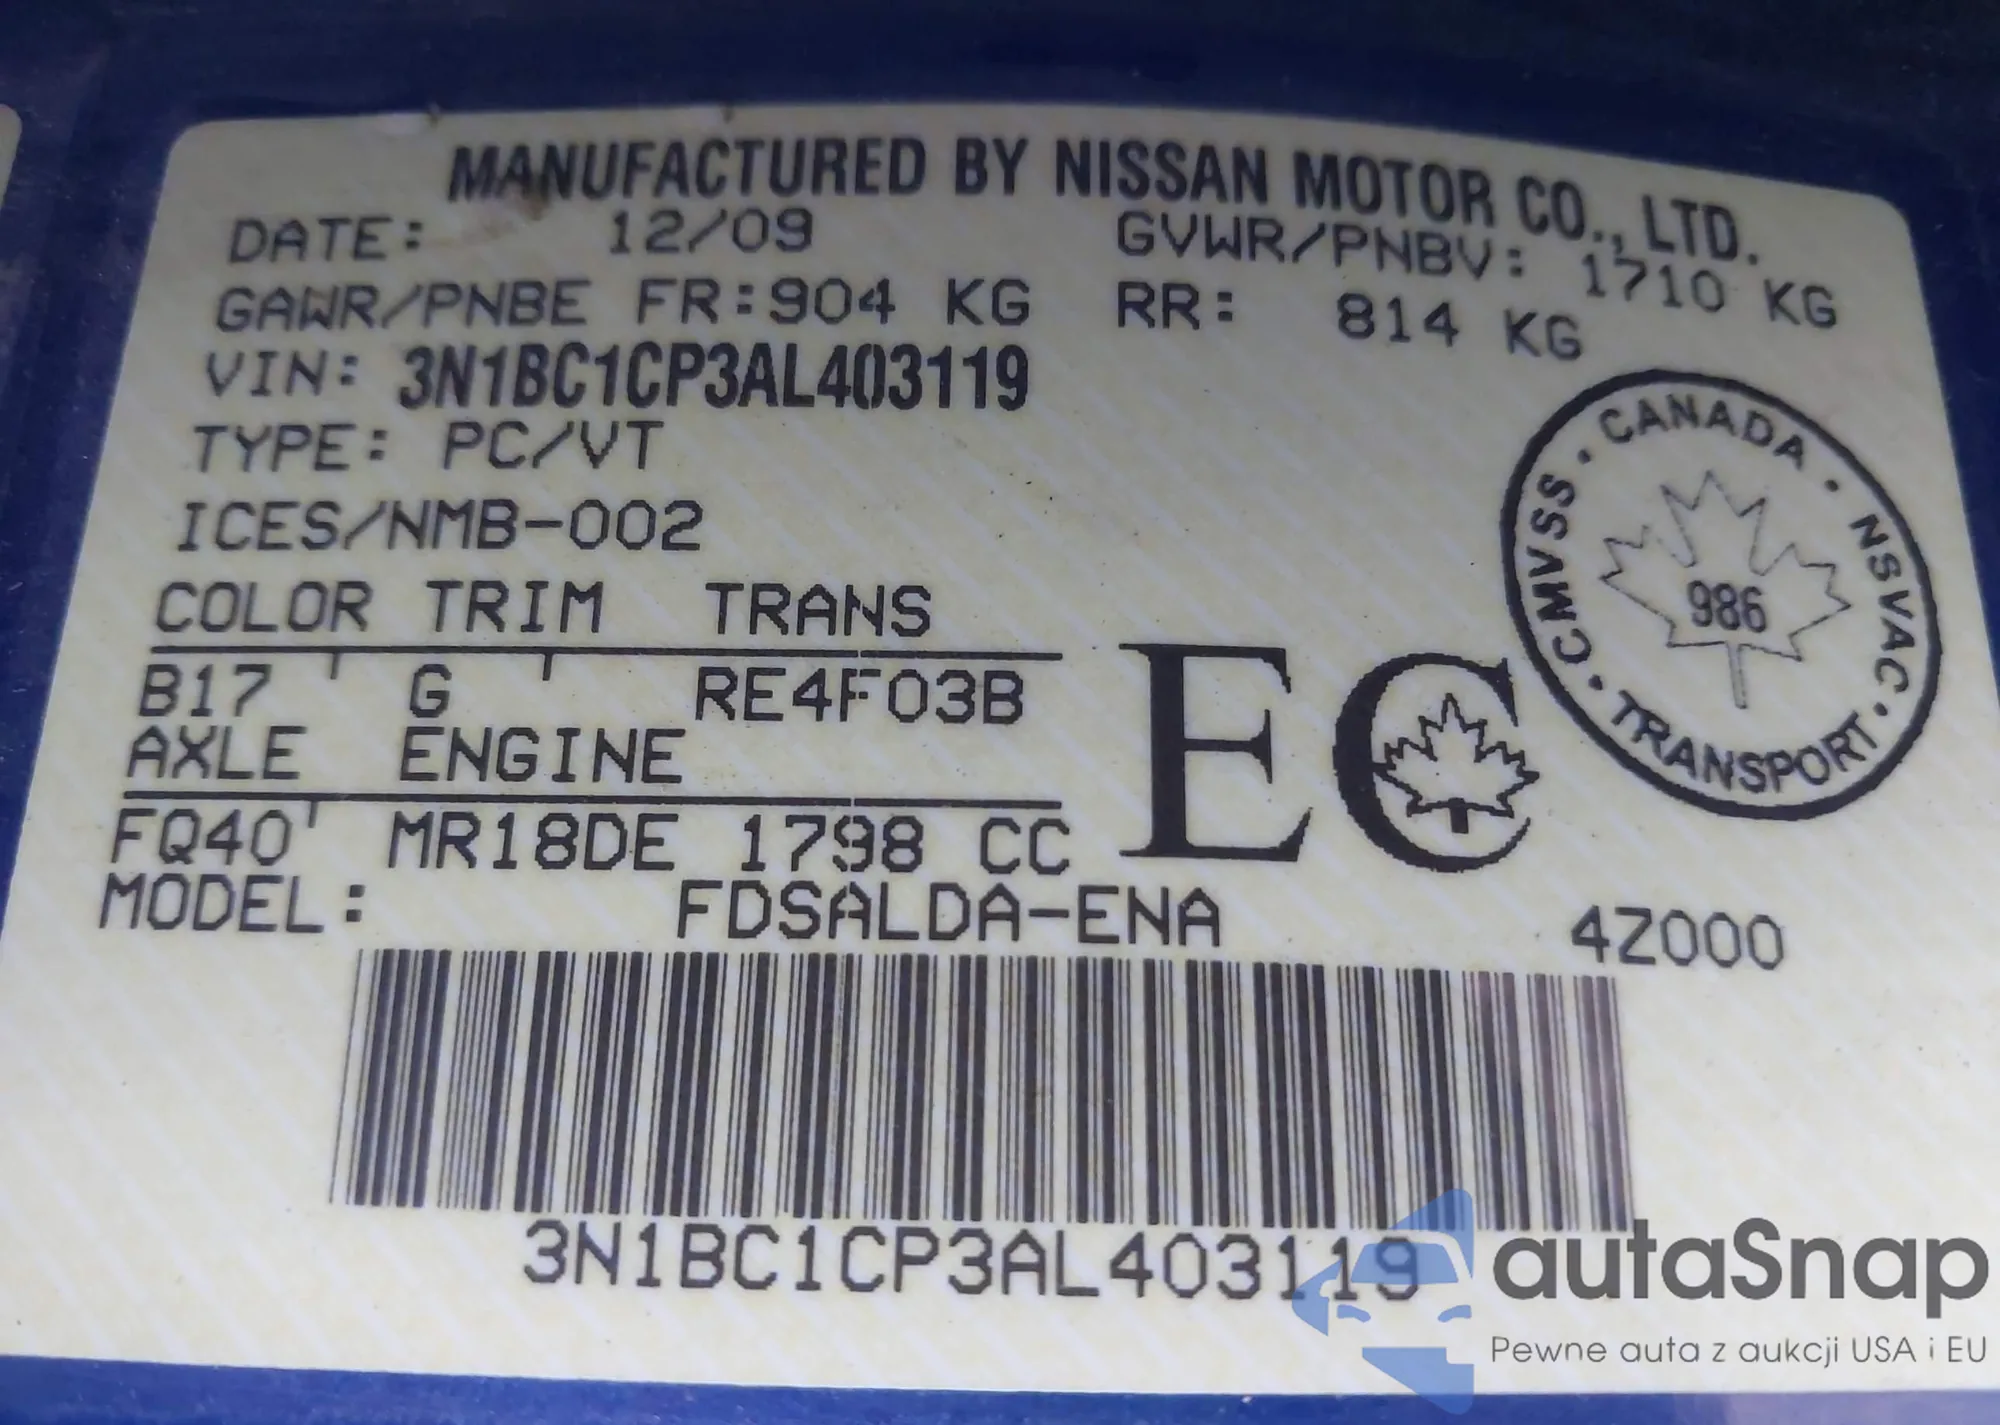 MANUFACTURED BY NISSAN MOTOR CO., LTD.
DATE: 12/09 GVWR/PNBV: 1710 KG
GAWR/PNBE FR:904 KG RR: 814 KG
VIN: 3N1BC1CP3AL403119
TYPE: PC/VT
ICES/NMB-002
COLOR TRIM TRANS
B17 G RE4F03B
AXLE ENGINE
FQ40 MR18DE 1798 CC
MODEL: FDSALDA-ENA 4Z000
EC
CMVSS · CANADA · NSVAC · TRANSPORT ·
986
3N1BC1CP3AL403119
autaSnap
Pewne auta z aukcji USA i EU